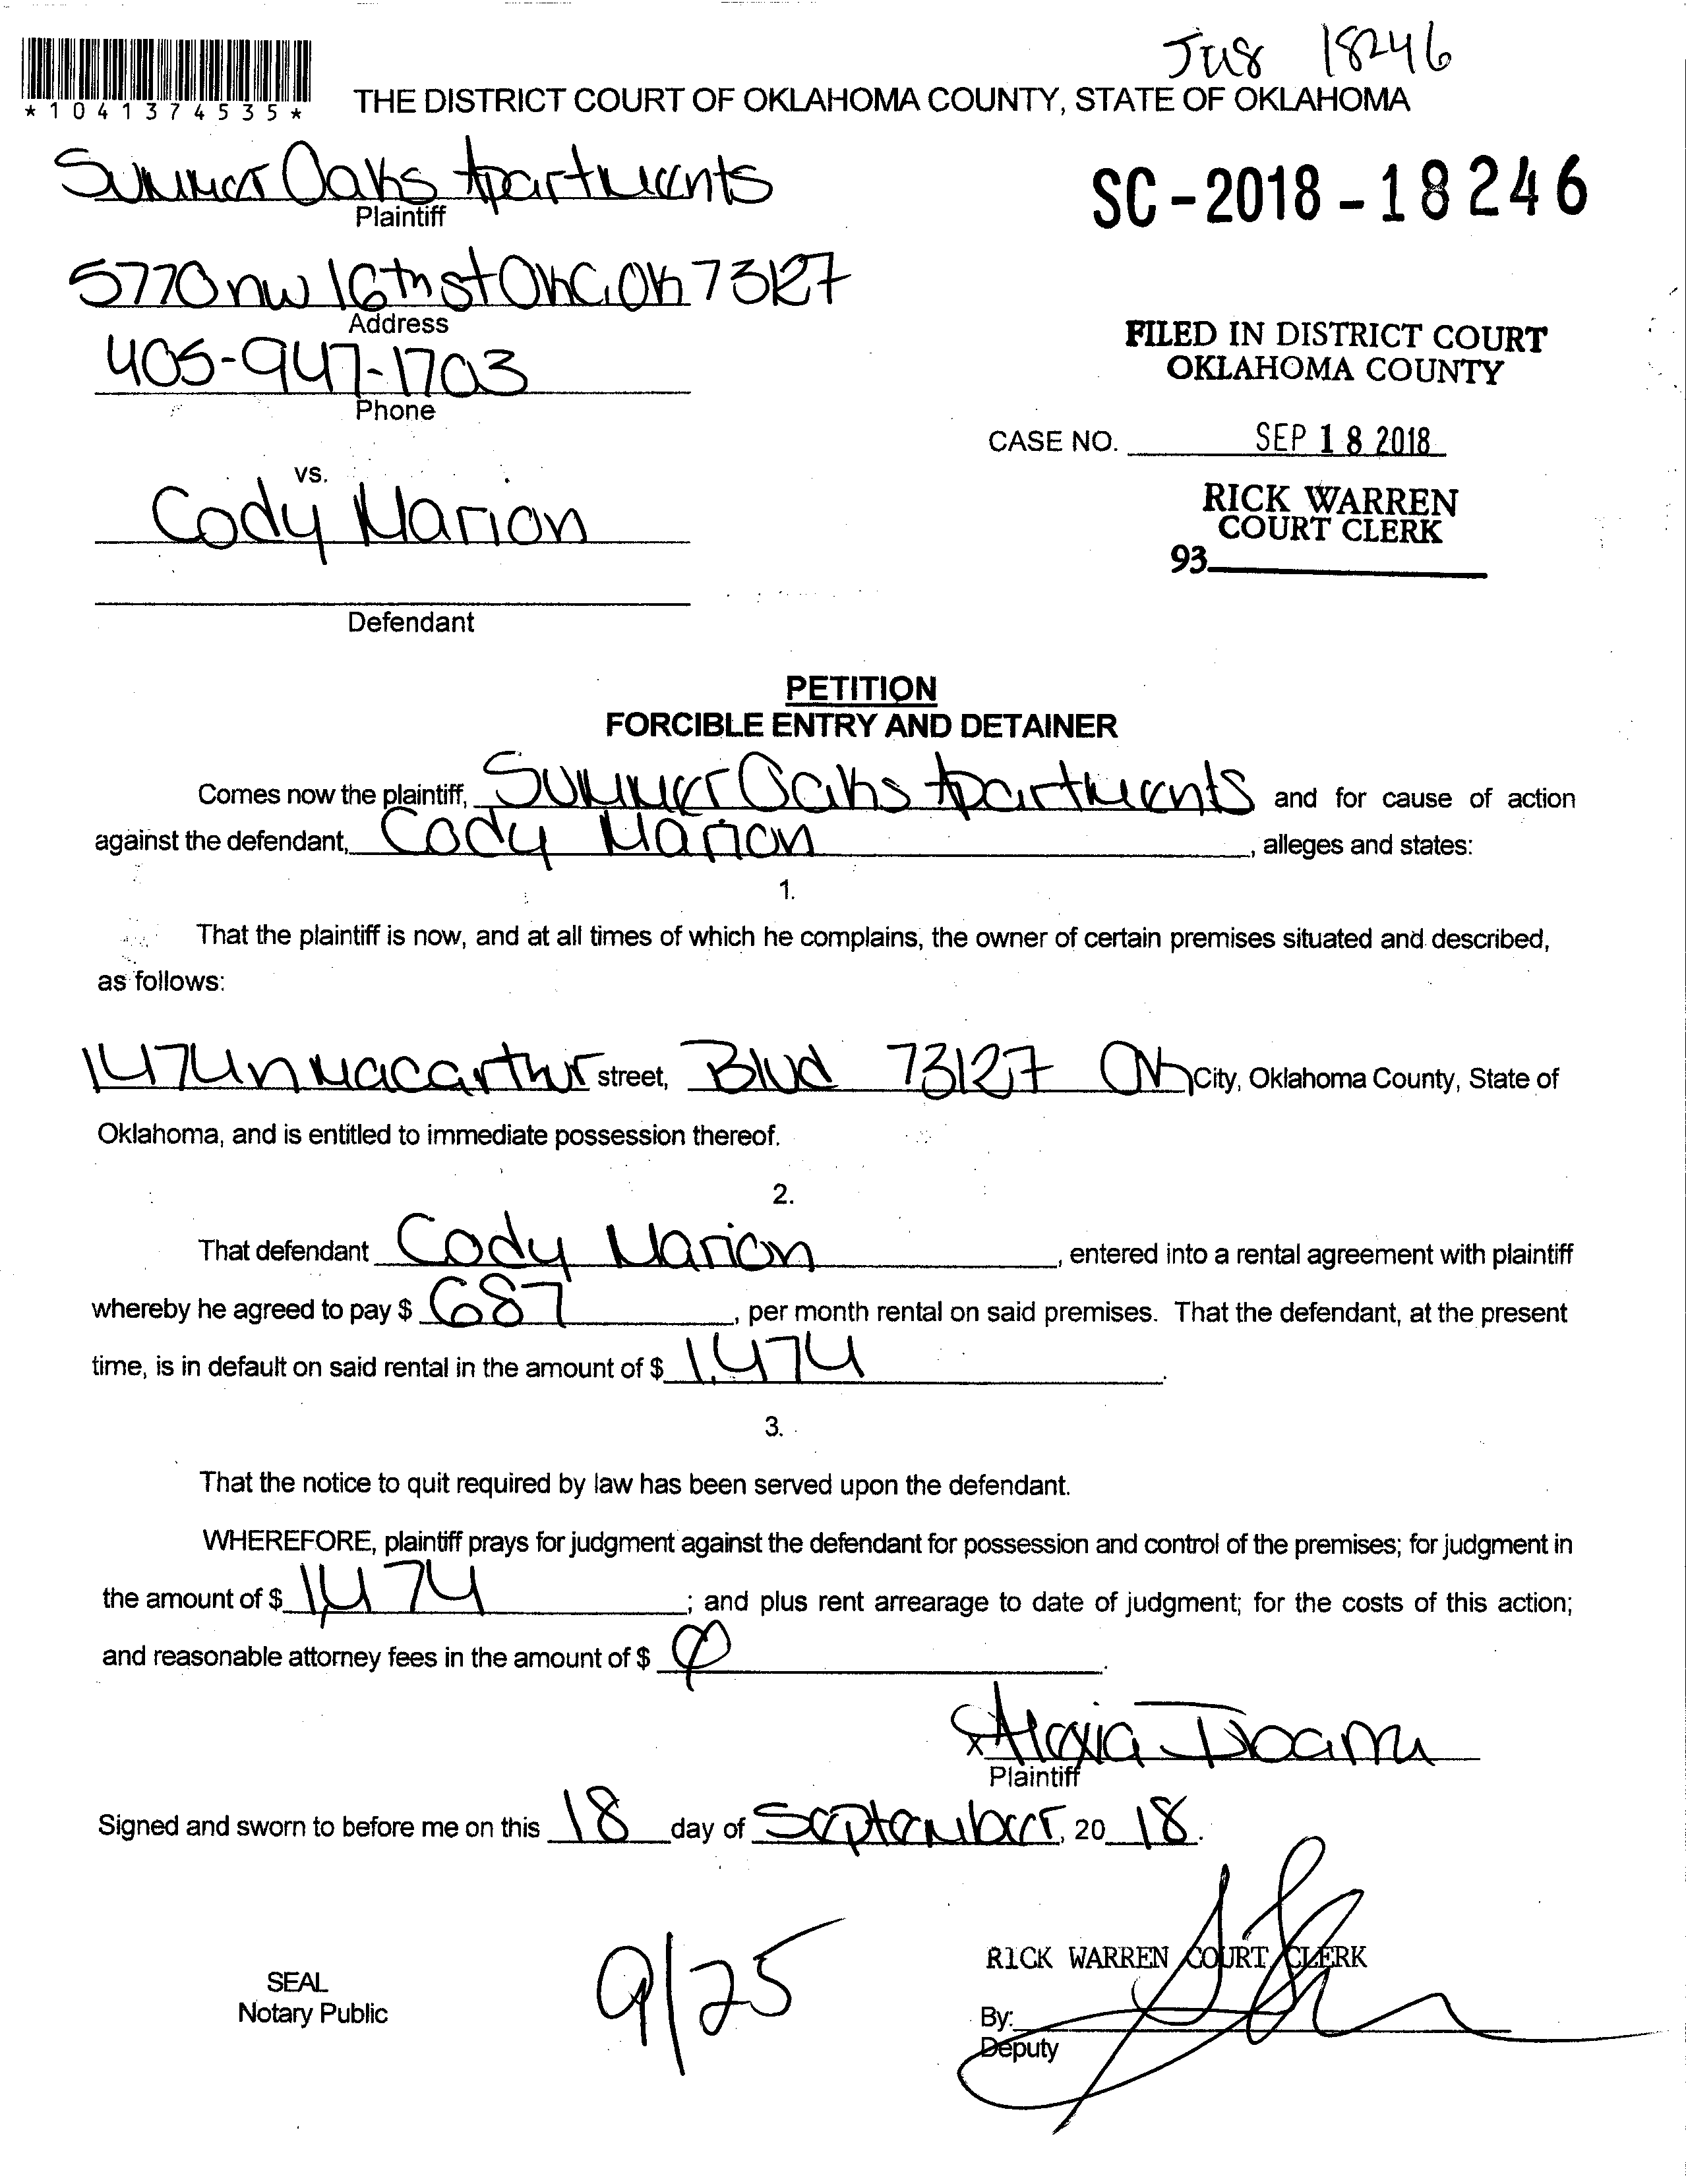 18246
*1041374535*
THE DISTRICT COURT OF OKLAHOMA COUNTY, STATE OF OKLAHOMA
Summer Oaks Apartments
Plaintiff
SC-2018-18246
5770 nw 16th st OKC, OK 73127
Address
405-947-1703
Phone
FILED IN DISTRICT COURT
OKLAHOMA COUNTY
CASE NO. SEP 18 2018
RICK WARREN
COURT CLERK
93
vs.
Cody Marion
Defendant
PETITION
FORCIBLE ENTRY AND DETAINER
Comes now the plaintiff, Summer Oaks Apartments and for cause of action
against the defendant, Cody Marion, alleges and states:
1.
That the plaintiff is now, and at all times of which he complains, the owner of certain premises situated and described,
as follows:
1474 n macarthur street, Blvd 73127 Ok City, Oklahoma County, State of
Oklahoma, and is entitled to immediate possession thereof.
2.
That defendant Cody Marion, entered into a rental agreement with plaintiff
whereby he agreed to pay $ 687, per month rental on said premises. That the defendant, at the present
time, is in default on said rental in the amount of $ 1,474.
3.
That the notice to quit required by law has been served upon the defendant.
WHEREFORE, plaintiff prays for judgment against the defendant for possession and control of the premises; for judgment in
the amount of $ 1,474; and plus rent arrearage to date of judgment; for the costs of this action;
and reasonable attorney fees in the amount of $ .
x Alexia
Plaintiff
Signed and sworn to before me on this 18 day of September, 20 18.
RICK WARREN COURT CLERK
SEAL
Notary Public
9/25
By:
Deputy